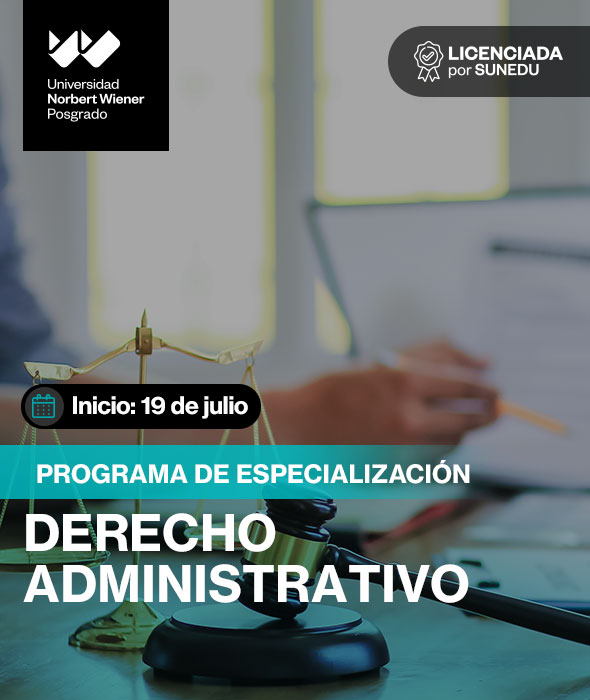 Universidad
Norbert Wiener
Posgrado
LICENCIADA
por SUNEDU
Inicio: 19 de julio
PROGRAMA DE ESPECIALIZACIÓN
DERECHO
ADMINISTRATIVO